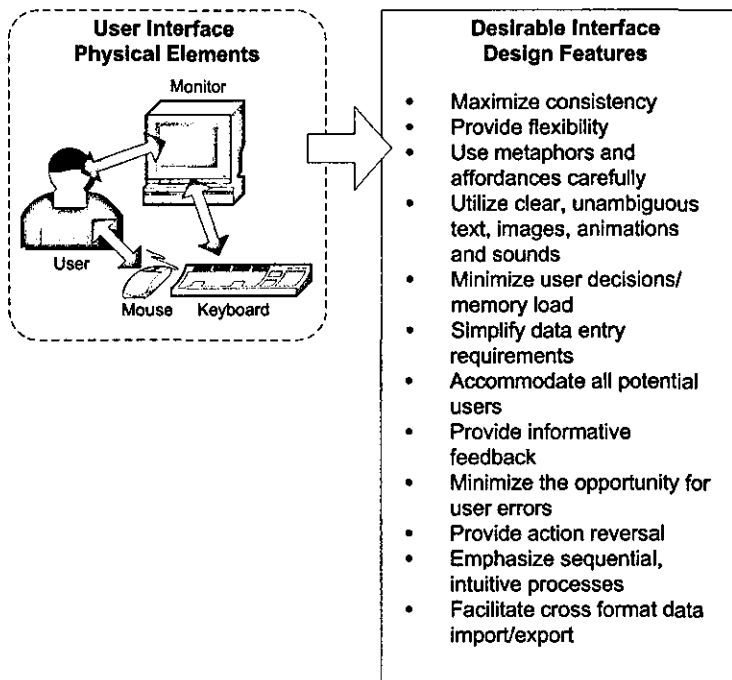 User Interface
Physical Elements
Monitor
User
Mouse
Keyboard
Desirable Interface
Design Features
• Maximize consistency
• Provide flexibility
• Use metaphors and
affordances carefully
• Utilize clear, unambiguous
text, images, animations
and sounds
• Minimize user decisions/
memory load
• Simplify data entry
requirements
• Accommodate all potential
users
• Provide informative
feedback
• Minimize the opportunity for
user errors
• Provide action reversal
• Emphasize sequential,
intuitive processes
• Facilitate cross format data
import/export